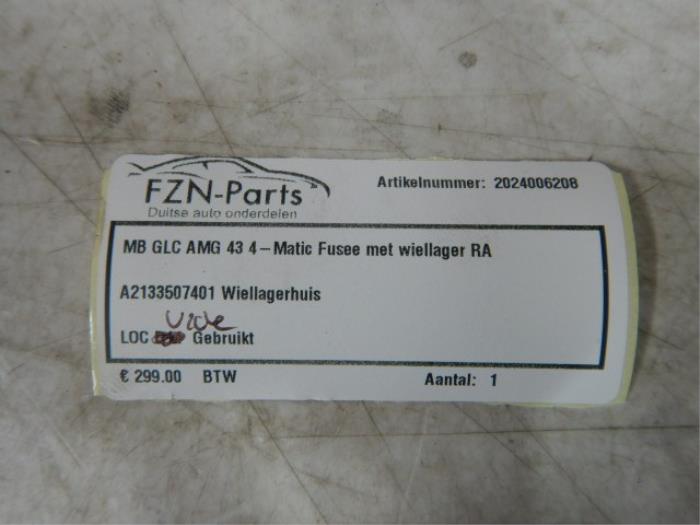 FZN-Parts
Duitse auto onderdelen
Artikelnummer: 2024006208
MB GLC AMG 43 4-Matic Fusee met wiellager RA
A2133507401 Wiellagerhuis
LOC Gebruikt
€ 299.00 BTW
Aantal: 1